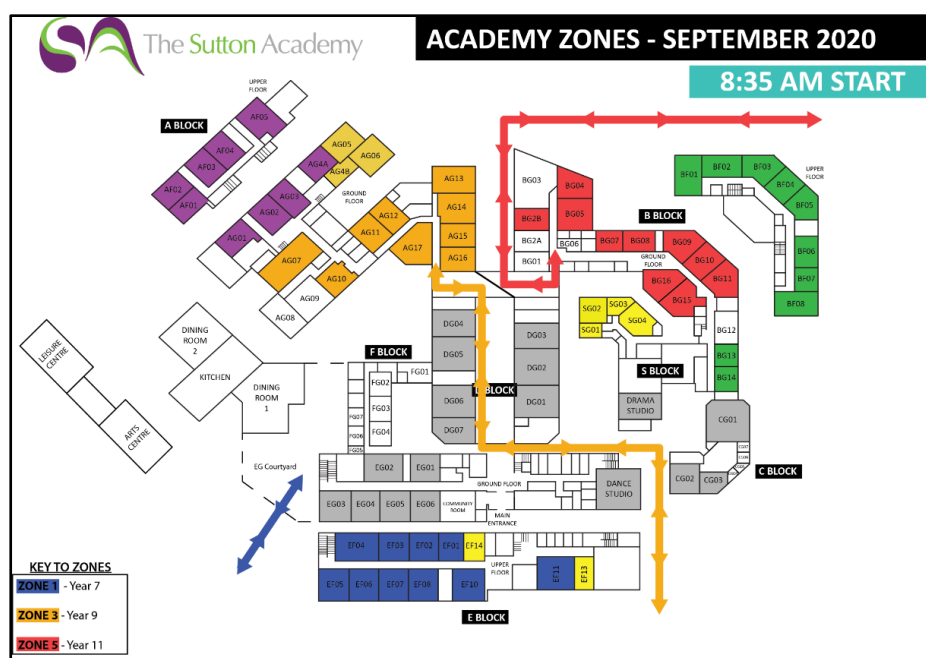 The Sutton Academy
ACADEMY ZONES - SEPTEMBER 2020
8:35 AM START
UPPER
FLOOR
A BLOCK
AF05
AF04
AF03
AF02
AF01
AG05
AG06
AG4A
AG4B
AG03
AG02
AG01
GROUND
FLOOR
AG13
AG14
AG15
AG16
AG12
AG11
AG17
AG07
AG10
AG09
AG08
BG03
BG04
BG05
BG2B
BG2A
BG06
BG01
B BLOCK
BG07
BG08
BG09
BG10
BG11
GROUND
FLOOR
BG16
BG15
BG12
BG13
BG14
BF01
BF02
BF03
BF04
BF05
BF06
BF07
BF08
UPPER
FLOOR
SG02
SG03
SG01
SG04
S BLOCK
DRAMA
STUDIO
CG01
CG02
CG03
C BLOCK
DINING
ROOM
2
KITCHEN
DINING
ROOM
1
LEISURE
CENTRE
ARTS
CENTRE
F BLOCK
FG01
FG02
FG03
FG04
FG07
FG06
FG05
DG04
DG05
DG06
DG07
DG03
DG02
DG01
BLOCK
EG Courtyard
EG02
EG01
GROUND FLOOR
EG03
EG04
EG05
EG06
COMMUNITY
ROOM
MAIN
ENTRANCE
DANCE
STUDIO
EF04
EF03
EF02
EF01
EF14
EF05
EF06
EF07
EF08
EF10
UPPER
FLOOR
EF11
EF13
E BLOCK
KEY TO ZONES
ZONE 1 - Year 7
ZONE 3 - Year 9
ZONE 5 - Year 11